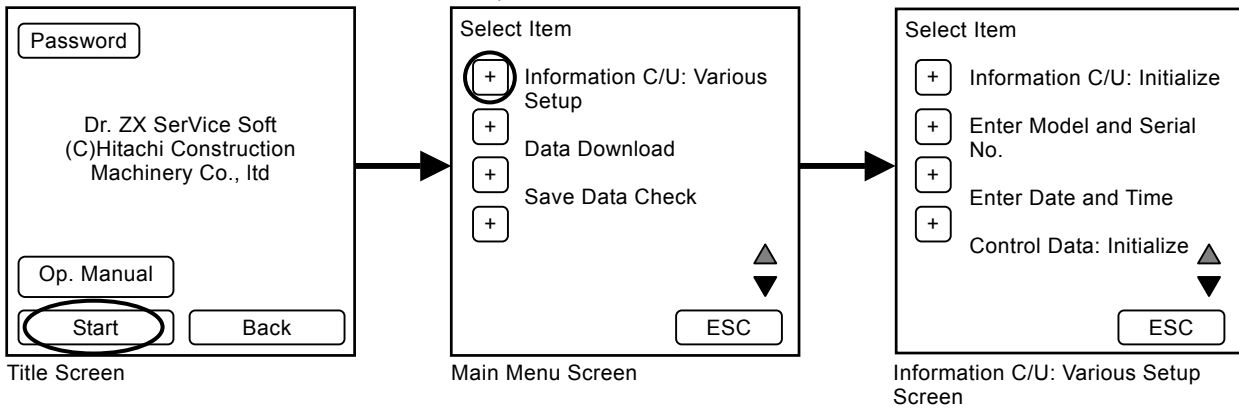 Password
Dr. ZX SerVice Soft
(C)Hitachi Construction
Machinery Co., ltd
Op. Manual
Start
Back
Title Screen
Select Item
+ Information C/U: Various
Setup
+
Data Download
+
Save Data Check
+
ESC
Main Menu Screen
Select Item
+ Information C/U: Initialize
+ Enter Model and Serial
No.
+
Enter Date and Time
+
Control Data: Initialize
ESC
Information C/U: Various Setup
Screen